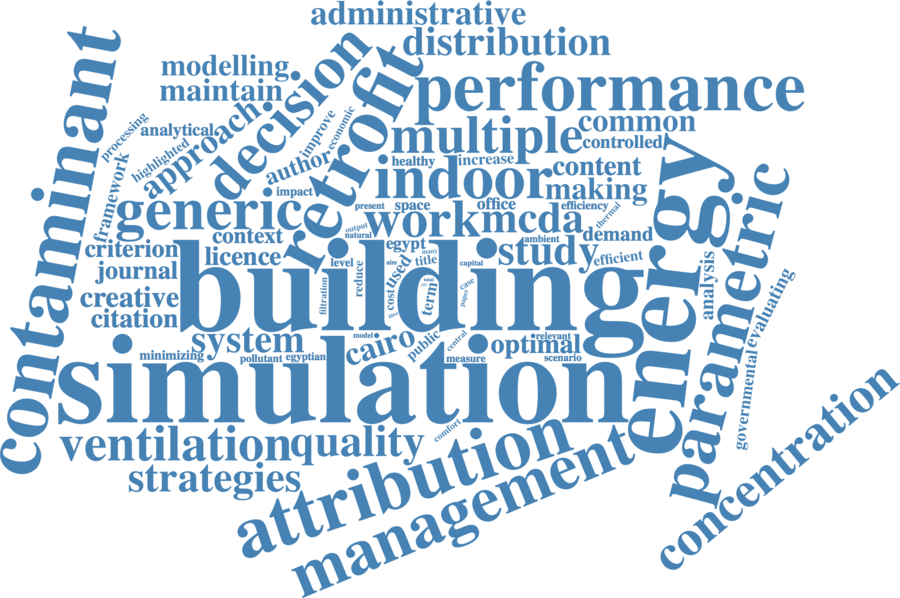 administrative
distribution
contaminant
decision
retrofit
modelling
maintain
performance
processing
analytical
highlighted
approach
improve
economic
multiple
common
controlled
framework
author
healthy
increase
indoor
content
making
impact
generic
present
space
office
efficiency
thermal
work
mcda
output
natural
energy
parametric
criterion
context
licence
egypt
many
title
study
ambient
demand
efficient
journal
building
level
aim
used
capital
reduce
filtration
cost
total
term
case
paper
filter
analysis
evaluating
creative
citation
system
model
cairo
public
central
optimal
relevant
minimizing
pollutant
egyptian
measure
scenario
simulation
governmental
ventilation
quality
comfort
strategies
attribution
management
concentration